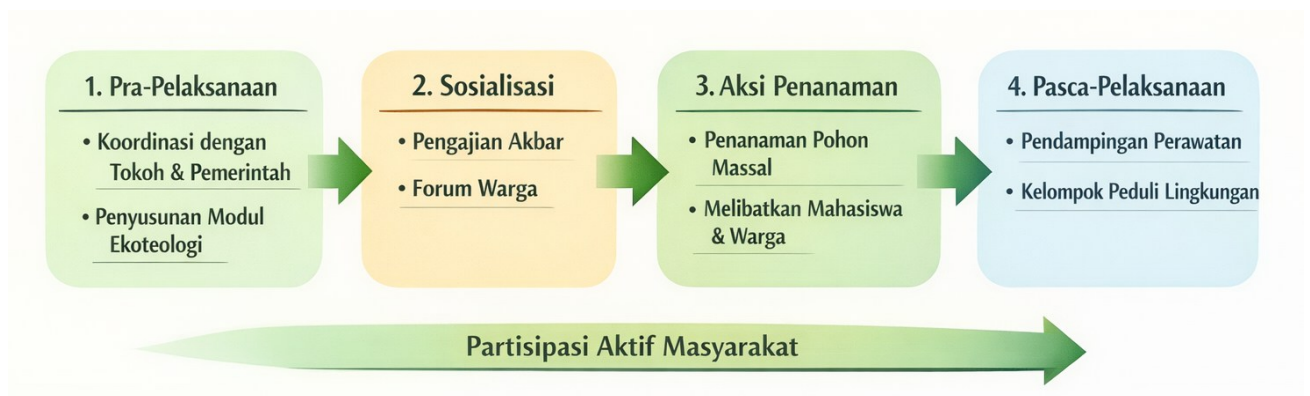 1. Pra-Pelaksanaan
• Koordinasi dengan
Tokoh & Pemerintah
• Penyusunan Modul
Ekoteologi
2. Sosialisasi
• Pengajian Akbar
• Forum Warga
3. Aksi Penanaman
• Penanaman Pohon
Massal
• Melibatkan Mahasiswa
& Warga
4. Pasca-Pelaksanaan
• Pendampingan Perawatan
• Kelompok Peduli Lingkungan
Partisipasi Aktif Masyarakat